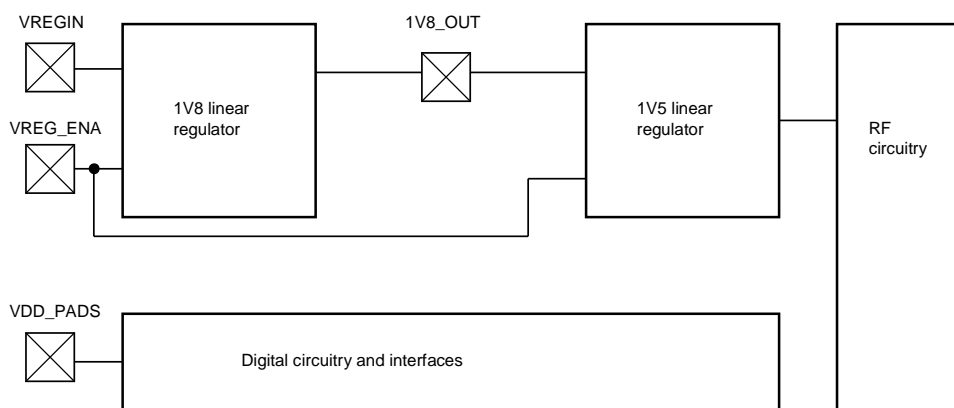 VREGIN
1V8_OUT
1V8 linear
regulator
1V5 linear
regulator
VREG_ENA
RF
circuitry
VDD_PADS
Digital circuitry and interfaces